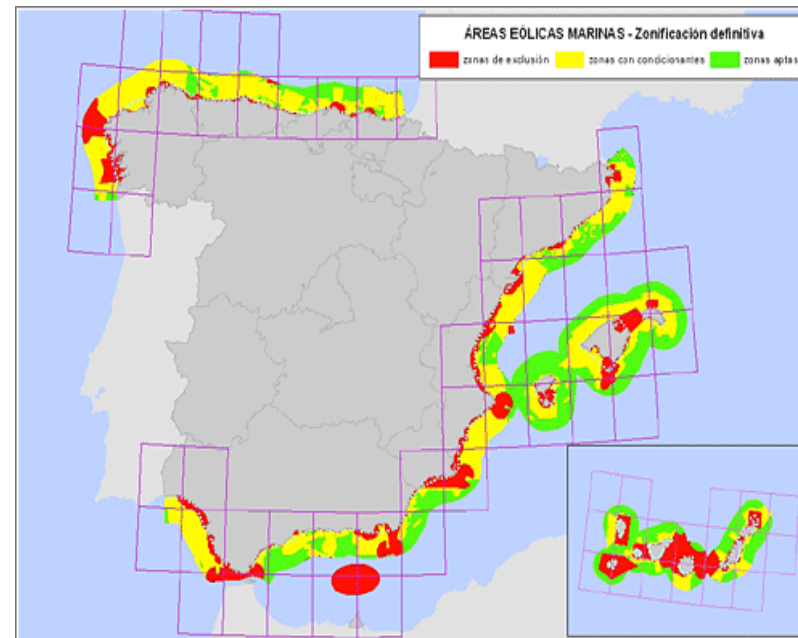 ÁREAS EÓLICAS MARINAS - Zonificación definitiva
zonas de exclusión zonas con condicionantes zonas aptas